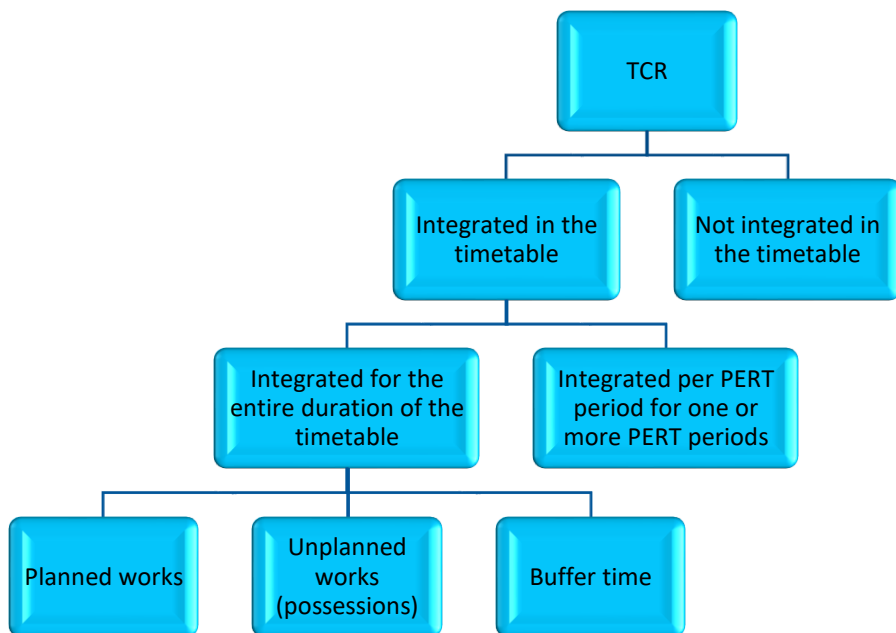 TCR
Integrated in the
timetable
Not integrated in
the timetable
Integrated for the
entire duration of the
timetable
Integrated per PERT
period for one or
more PERT periods
Planned works
Unplanned
works
(possessions)
Buffer time